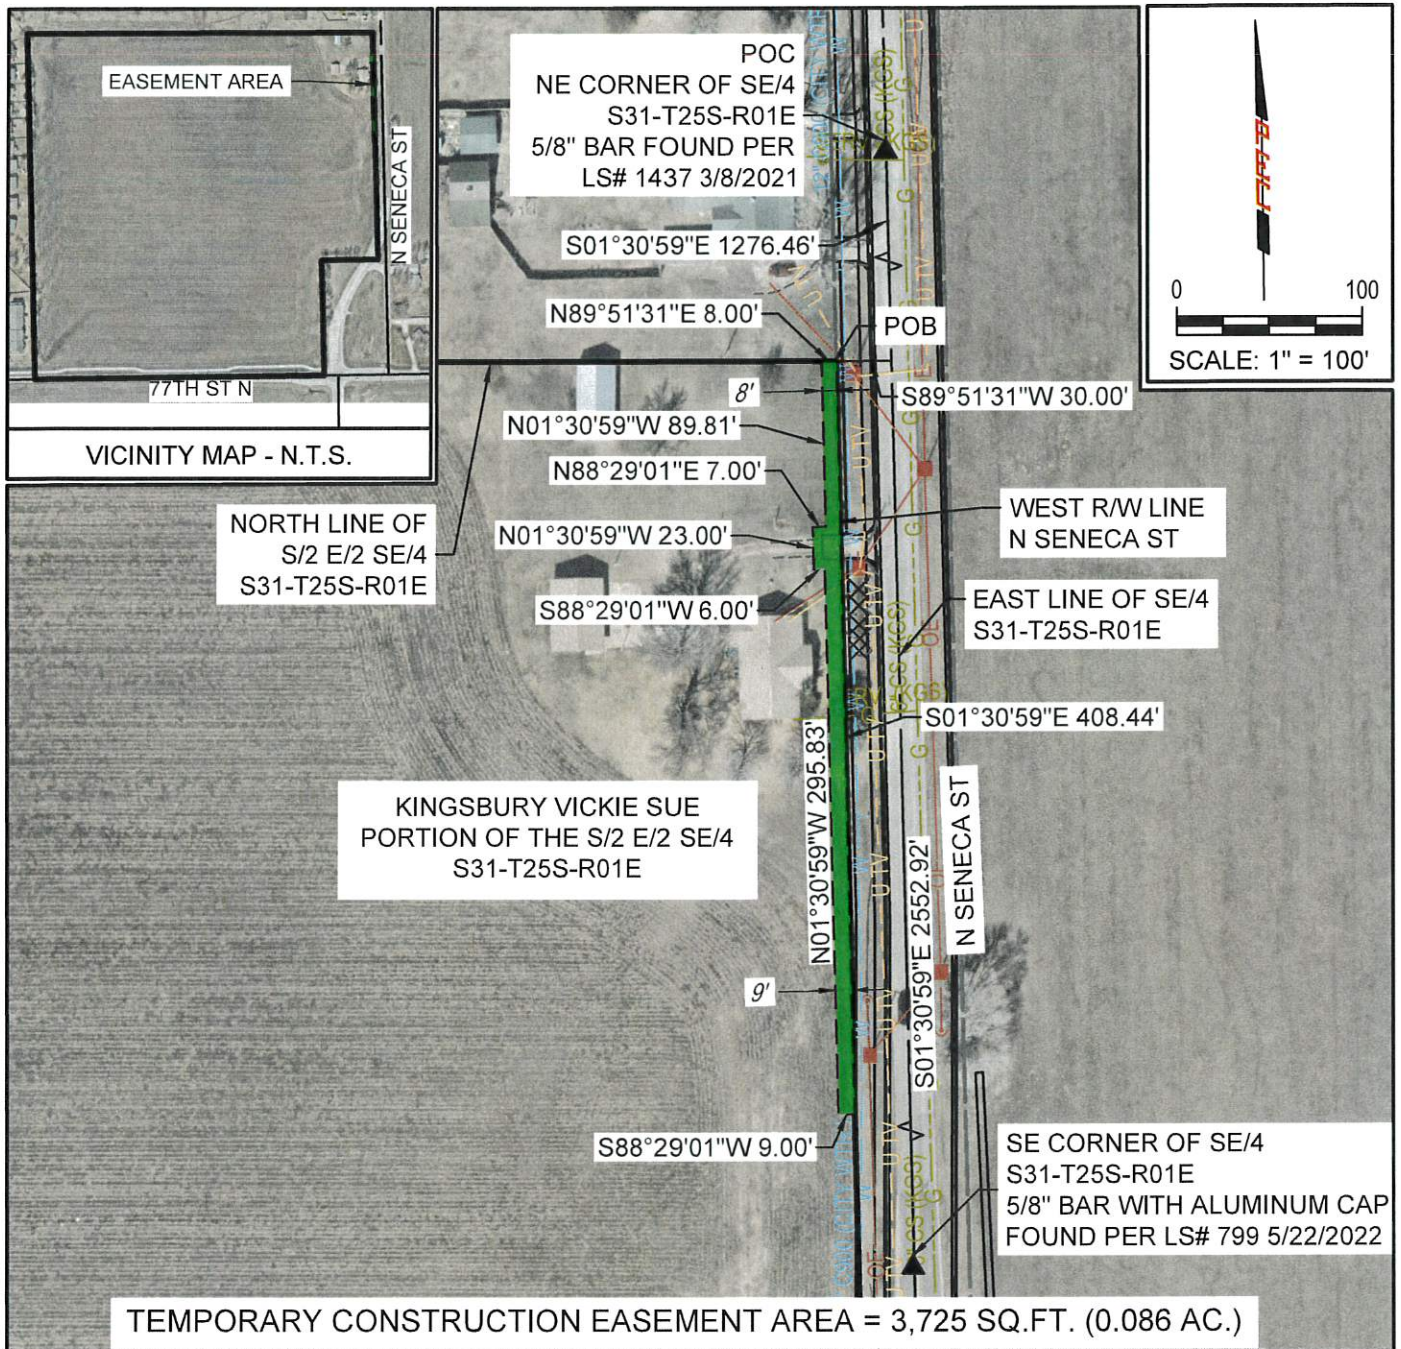 EASEMENT AREA
N SENECA ST
77TH ST N
VICINITY MAP - N.T.S.
POC
NE CORNER OF SE/4
S31-T25S-R01E
5/8" BAR FOUND PER
LS# 1437 3/8/2021
0 100
SCALE: 1" = 100'
S01°30'59"E 1276.46'
N89°51'31"E 8.00'
POB
8'
S89°51'31"W 30.00'
N01°30'59"W 89.81'
N88°29'01"E 7.00'
WEST R/W LINE
N SENECA ST
NORTH LINE OF
S/2 E/2 SE/4
S31-T25S-R01E
N01°30'59"W 23.00'
S88°29'01"W 6.00'
EAST LINE OF SE/4
S31-T25S-R01E
S01°30'59"E 408.44'
KINGSBURY VICKIE SUE
PORTION OF THE S/2 E/2 SE/4
S31-T25S-R01E
N01°30'59"W 295.83'
S01°30'59"E 2552.92'
N SENECA ST
9'
S88°29'01"W 9.00'
SE CORNER OF SE/4
S31-T25S-R01E
5/8" BAR WITH ALUMINUM CAP
FOUND PER LS# 799 5/22/2022
TEMPORARY CONSTRUCTION EASEMENT AREA = 3,725 SQ.FT. (0.086 AC.)